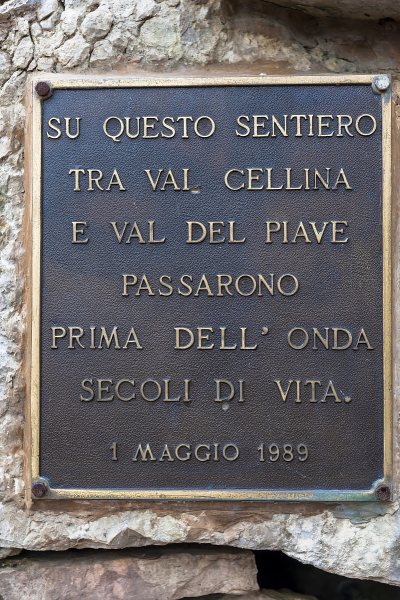 SU QUESTO SENTIERO
TRA VAL CELLINA
E VAL DEL PIAVE
PASSARONO
PRIMA DELL' ONDA
SECOLI DI VITA.
1 MAGGIO 1989